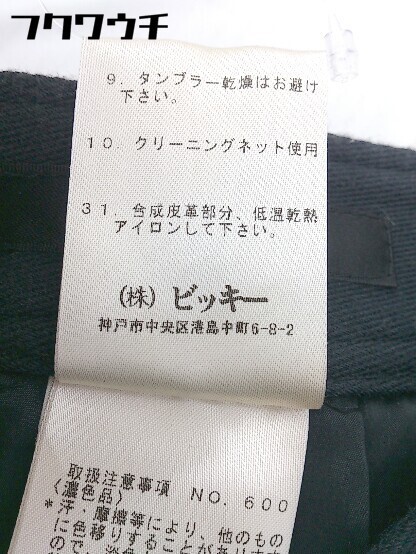 フクワウチ
9. タンブラー乾燥はお避け
下さい。
10. クリーニングネット使用
31. 合成皮革部分、低温乾熱
アイロンして下さい。
(株) ビッキー
神戸市中央区港島中町6-8-2
取扱注意事項
〈濃色品〉 NO. 600
*汗、摩擦等により、他のもの
に色移りすることがあり
ので、淡色